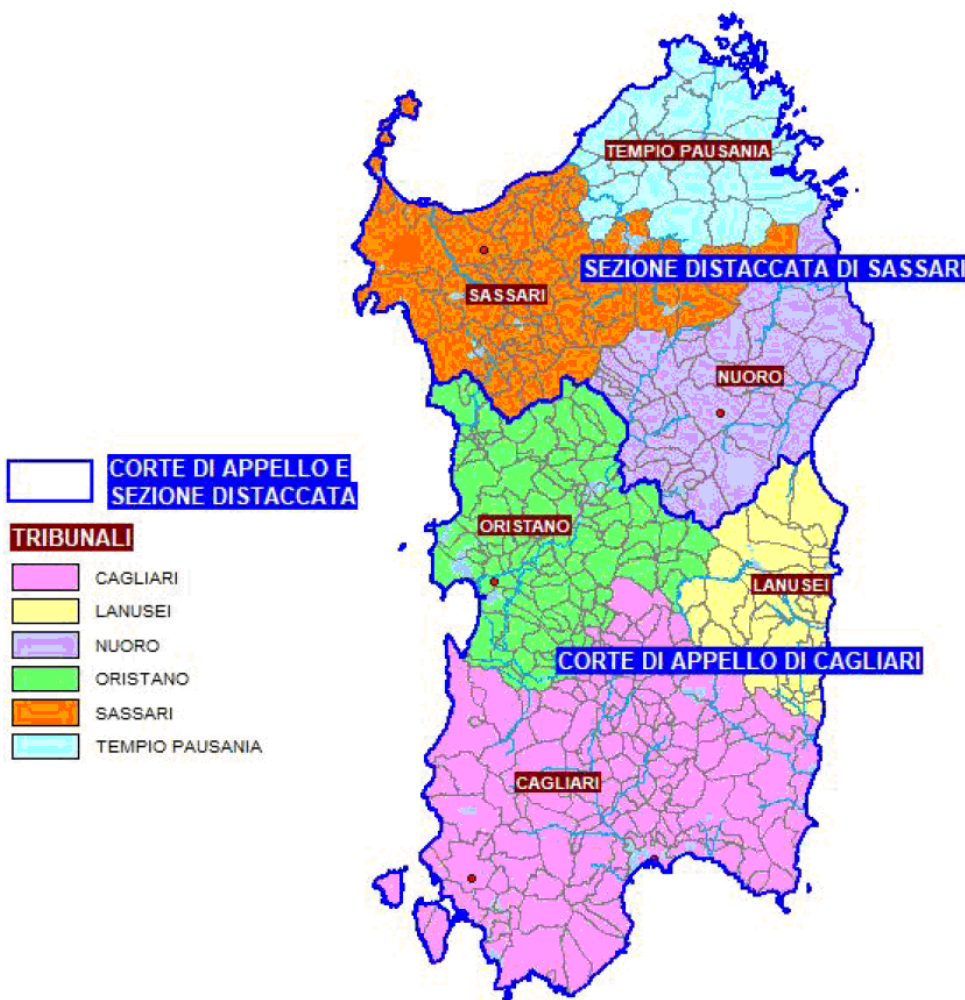 TEMPIO PAUSANIA
SEZIONE DISTACCATA DI SASSARI
SASSARI
NUORO
CORTE DI APPELLO E
SEZIONE DISTACCATA
ORISTANO
TRIBUNALI
CAGLIARI
LANUSEI
NUORO
ORISTANO
SASSARI
TEMPIO PAUSANIA
LANUSEI
CORTE DI APPELLO DI CAGLIARI
CAGLIARI